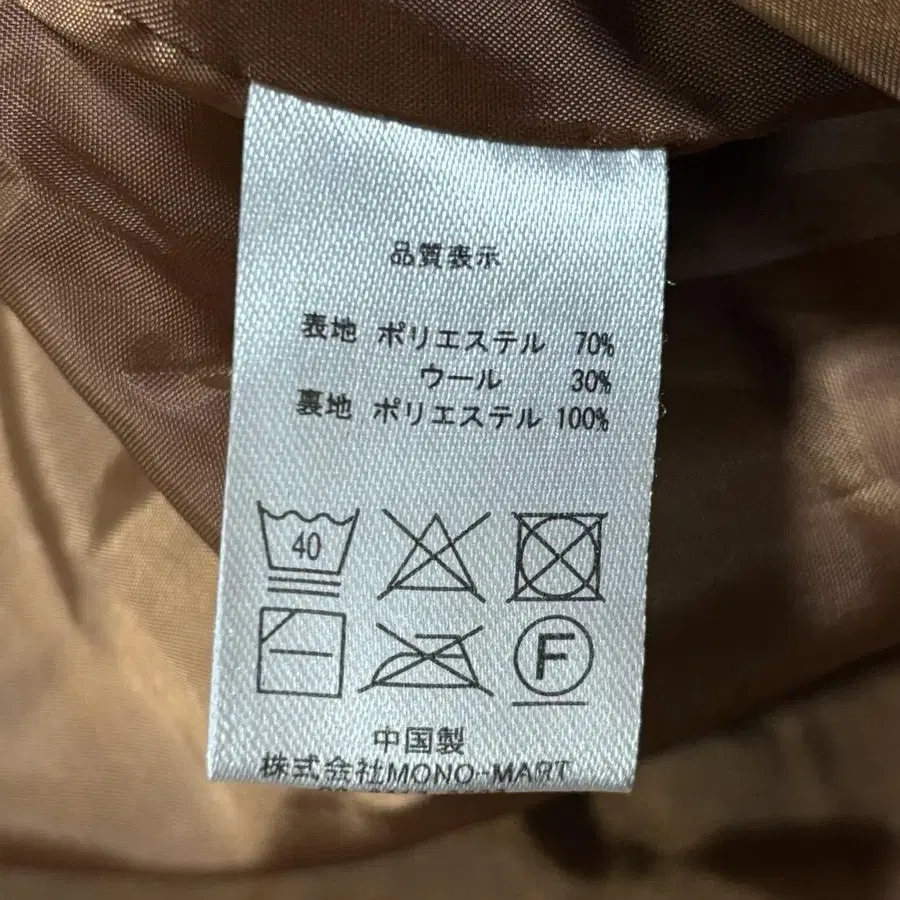 品質表示
表地 ポリエステル 70%
ウール 30%
裏地 ポリエステル 100%
40
F
中国製
株式会社MONO-MART